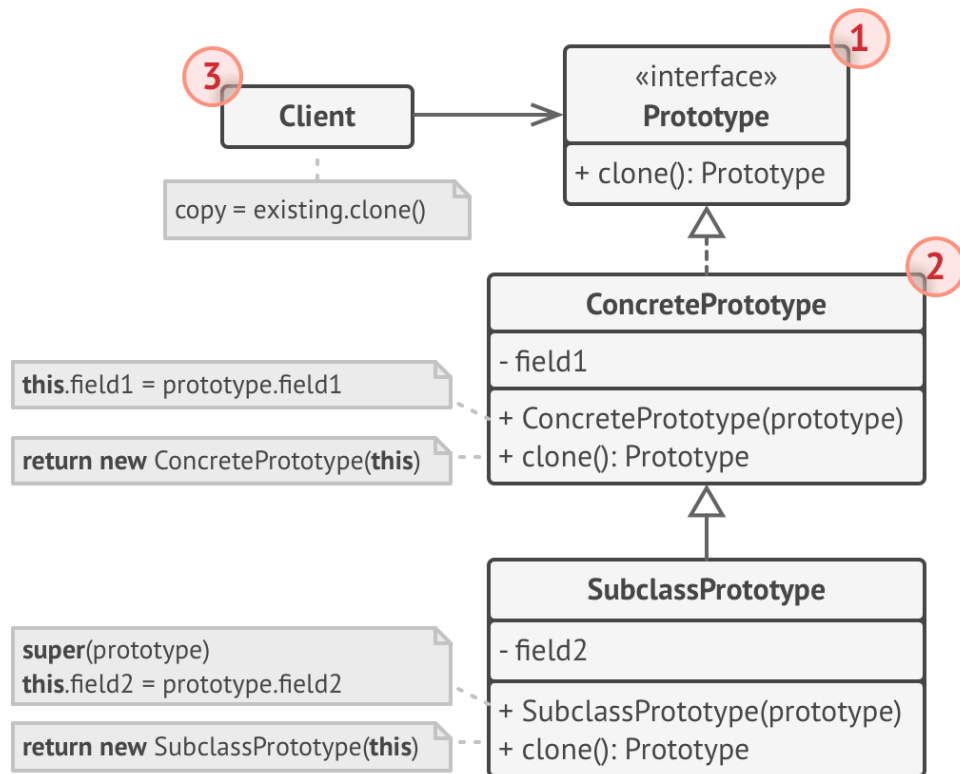 1
«interface»
Prototype
+ clone(): Prototype
3
Client
copy = existing.clone()
2
ConcretePrototype
- field1
+ ConcretePrototype(prototype)
+ clone(): Prototype
this.field1 = prototype.field1
return new ConcretePrototype(this)
SubclassPrototype
- field2
+ SubclassPrototype(prototype)
+ clone(): Prototype
super(prototype)
this.field2 = prototype.field2
return new SubclassPrototype(this)